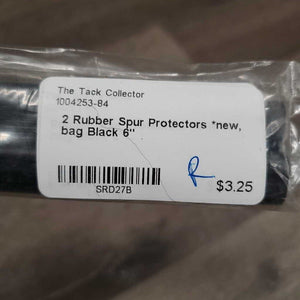 The Tack Collector
1004253-84
2 Rubber Spur Protectors *new,
bag Black 6"
SRD27B
R
$3.25